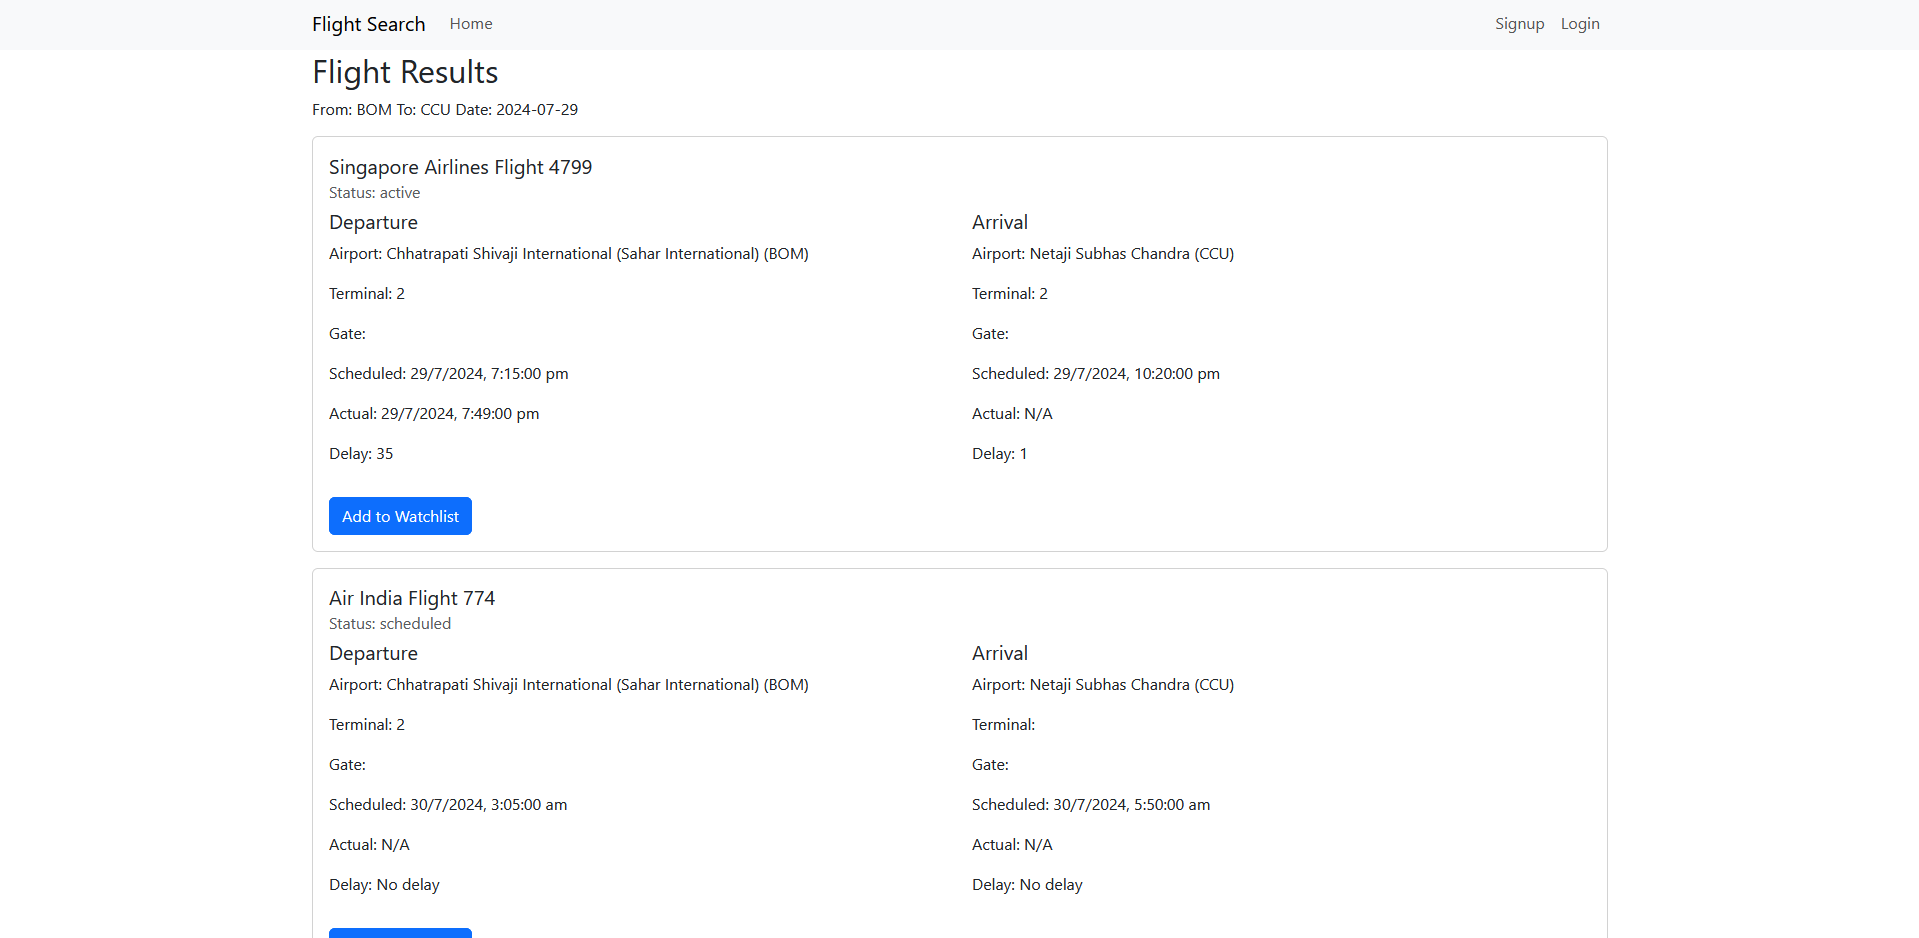 Flight Search Home Signup Login
Flight Results
From: BOM To: CCU Date: 2024-07-29
Singapore Airlines Flight 4799
Status: active
Departure
Airport: Chhatrapati Shivaji International (Sahar International) (BOM)
Terminal: 2
Gate:
Scheduled: 29/7/2024, 7:15:00 pm
Actual: 29/7/2024, 7:49:00 pm
Delay: 35
Arrival
Airport: Netaji Subhas Chandra (CCU)
Terminal: 2
Gate:
Scheduled: 29/7/2024, 10:20:00 pm
Actual: N/A
Delay: 1
Add to Watchlist
Air India Flight 774
Status: scheduled
Departure
Airport: Chhatrapati Shivaji International (Sahar International) (BOM)
Terminal: 2
Gate:
Scheduled: 30/7/2024, 3:05:00 am
Actual: N/A
Delay: No delay
Arrival
Airport: Netaji Subhas Chandra (CCU)
Terminal:
Gate:
Scheduled: 30/7/2024, 5:50:00 am
Actual: N/A
Delay: No delay